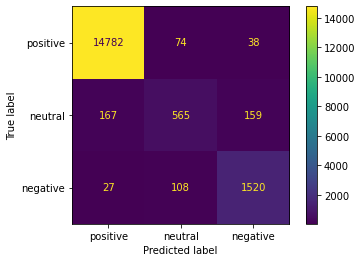 14000
positive 14782 74 38
12000
10000
True label
neutral 167 565 159
8000
6000
4000
negative 27 108 1520
2000
positive neutral negative
Predicted label